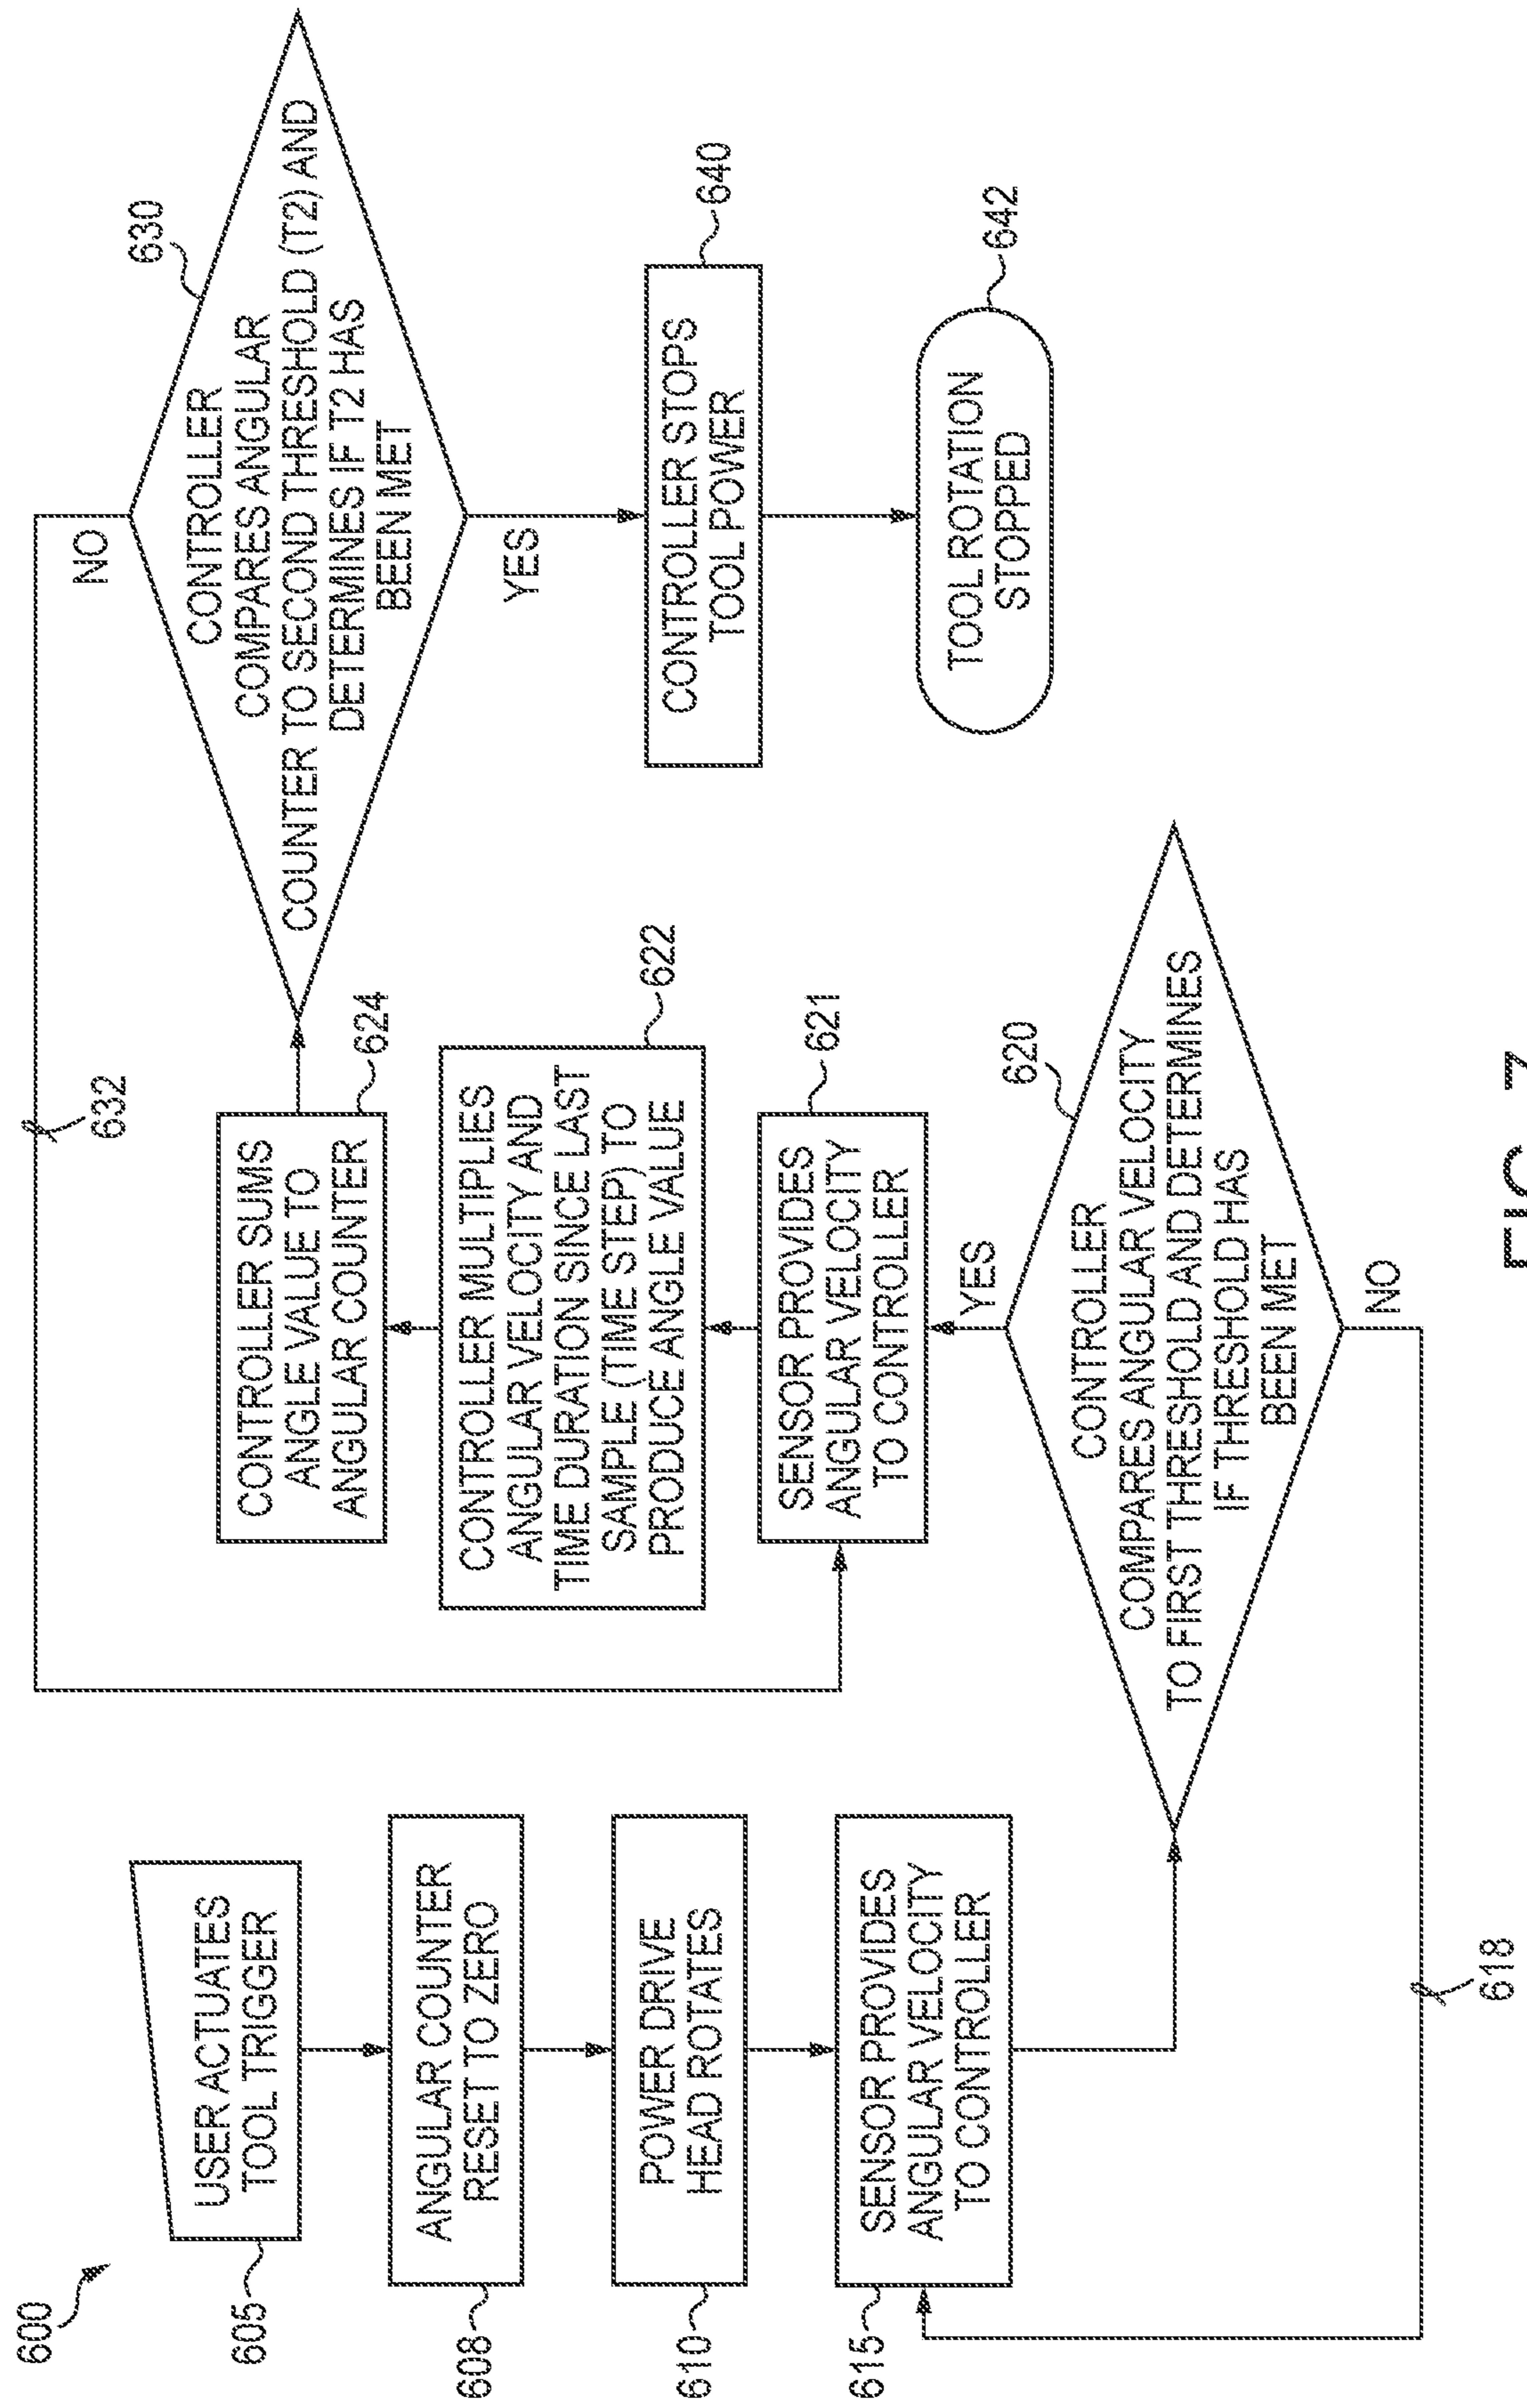 600
605
USER ACTUATES
TOOL TRIGGER
608
ANGULAR COUNTER
RESET TO ZERO
610
POWER DRIVE
HEAD ROTATES
615
SENSOR PROVIDES
ANGULAR VELOCITY
TO CONTROLLER
618
NO
620
CONTROLLER
COMPARES ANGULAR VELOCITY
TO FIRST THRESHOLD AND DETERMINES
IF THRESHOLD HAS
BEEN MET
YES
621
SENSOR PROVIDES
ANGULAR VELOCITY
TO CONTROLLER
622
CONTROLLER MULTIPLIES
ANGULAR VELOCITY AND
TIME DURATION SINCE LAST
SAMPLE (TIME STEP) TO
PRODUCE ANGLE VALUE
624
CONTROLLER SUMS
ANGLE VALUE TO
ANGULAR COUNTER
632
NO
630
CONTROLLER
COMPARES ANGULAR
COUNTER TO SECOND THRESHOLD (T2) AND
DETERMINES IF T2 HAS
BEEN MET
YES
640
CONTROLLER STOPS
TOOL POWER
642
TOOL ROTATION
STOPPED